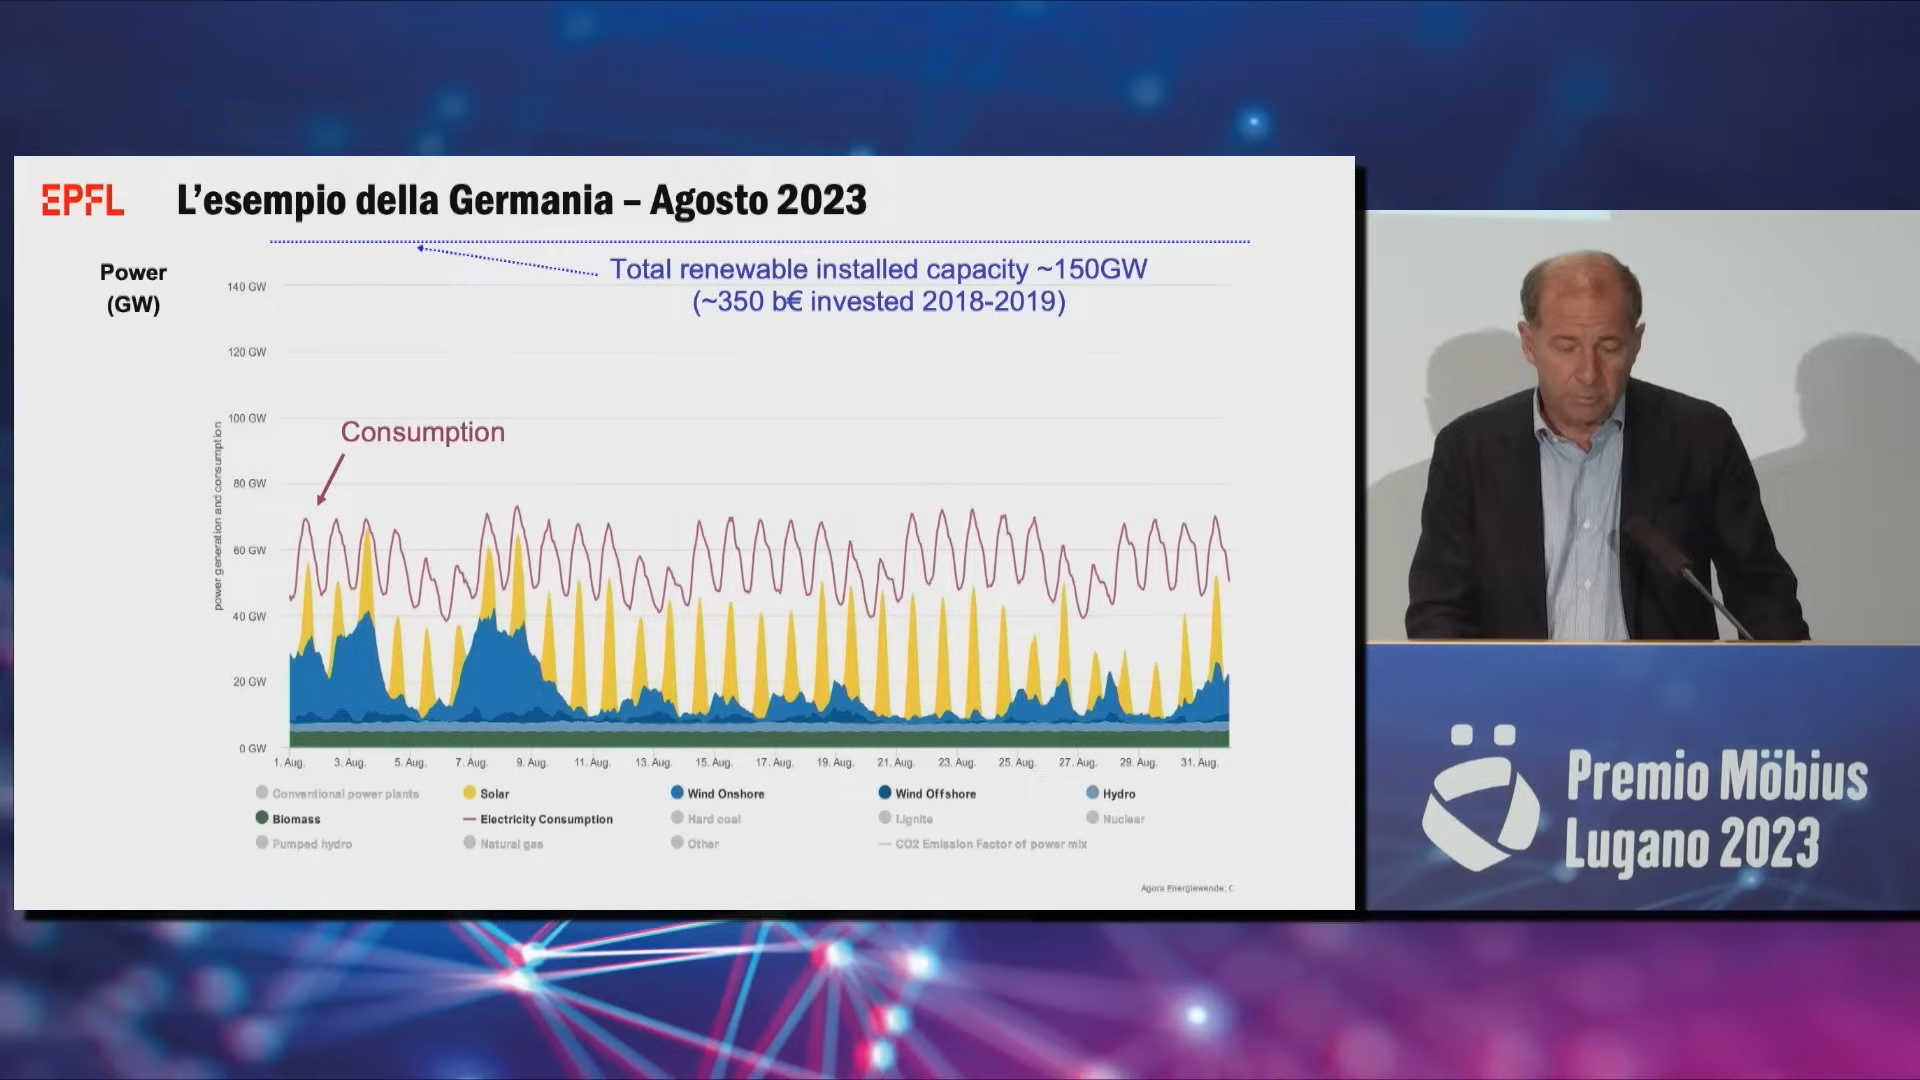 EPFL
L'esempio della Germania – Agosto 2023
Power
(GW)
Total renewable installed capacity ~150GW
(~350 b€ invested 2018-2019)
140 GW
120 GW
100 GW
80 GW
60 GW
40 GW
20 GW
0 GW
power generation and consumption
Consumption
1. Aug. 3. Aug. 5. Aug. 7. Aug. 9. Aug. 11. Aug. 13. Aug. 15. Aug. 17. Aug. 19. Aug. 21. Aug. 23. Aug. 25. Aug. 27. Aug. 29. Aug. 31. Aug.
Conventional power plants Solar Wind Onshore Wind Offshore Hydro
Biomass Electricity Consumption Hard coal Lignite Nuclear
Pumped hydro Natural gas Other CO2 Emission Factor of power mix
Agora Energiewende; C
Premio Möbius
Lugano 2023